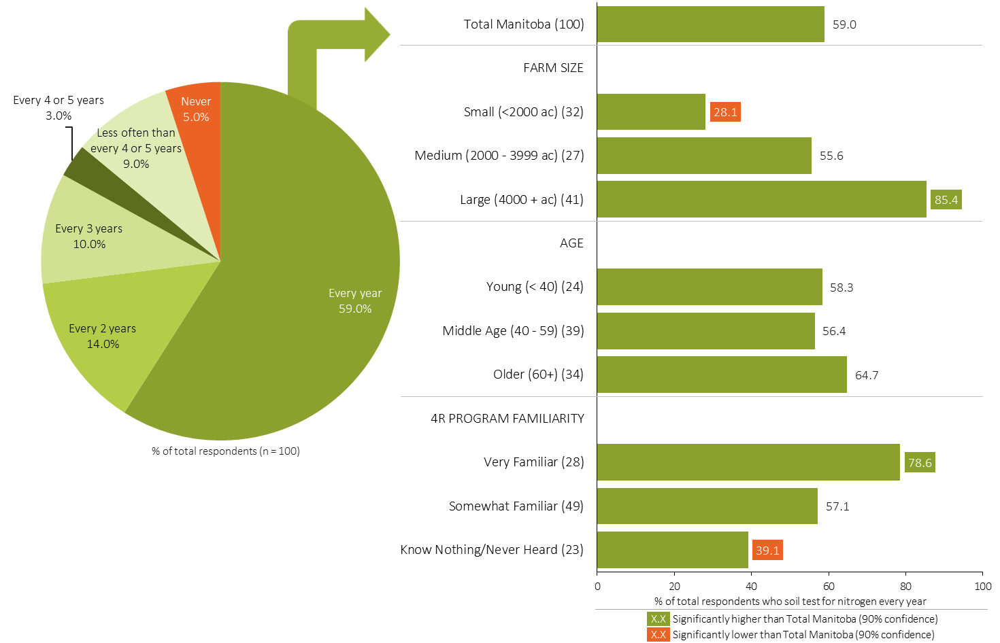 Every 4 or 5 years
3.0%
Less often than
every 4 or 5 years
9.0%
Never
5.0%
Every 3 years
10.0%
Every 2 years
14.0%
Every year
59.0%
% of total respondents (n = 100)
Total Manitoba (100) 59.0
FARM SIZE
Small (<2000 ac) (32) 28.1
Medium (2000 - 3999 ac) (27) 55.6
Large (4000 + ac) (41) 85.4
AGE
Young (< 40) (24) 58.3
Middle Age (40 - 59) (39) 56.4
Older (60+) (34) 64.7
4R PROGRAM FAMILIARITY
Very Familiar (28) 78.6
Somewhat Familiar (49) 57.1
Know Nothing/Never Heard (23) 39.1
0 20 40 60 80 100
% of total respondents who soil test for nitrogen every year
X.X Significantly higher than Total Manitoba (90% confidence)
X.X Significantly lower than Total Manitoba (90% confidence)